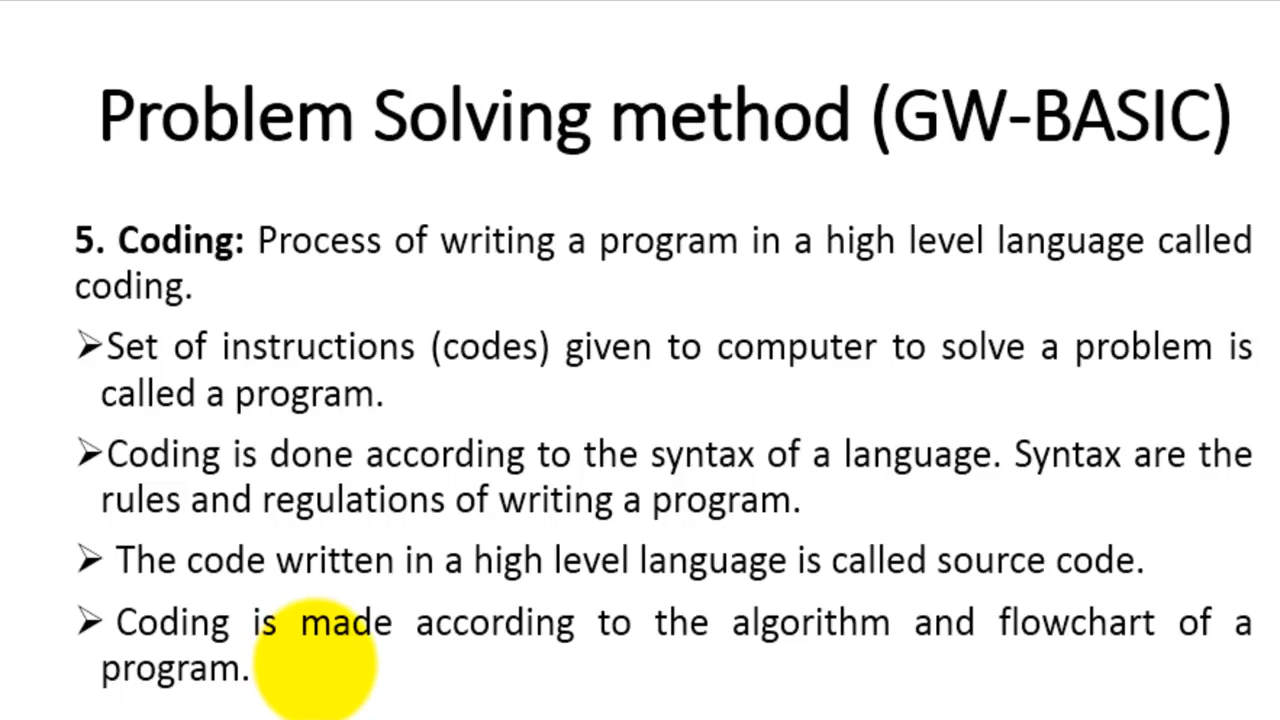 Problem Solving method (GW-BASIC)
5. Coding: Process of writing a program in a high level language called
coding.
➢Set of instructions (codes) given to computer to solve a problem is
called a program.
➢Coding is done according to the syntax of a language. Syntax are the
rules and regulations of writing a program.
➢ The code written in a high level language is called source code.
➢ Coding is made according to the algorithm and flowchart of a
program.